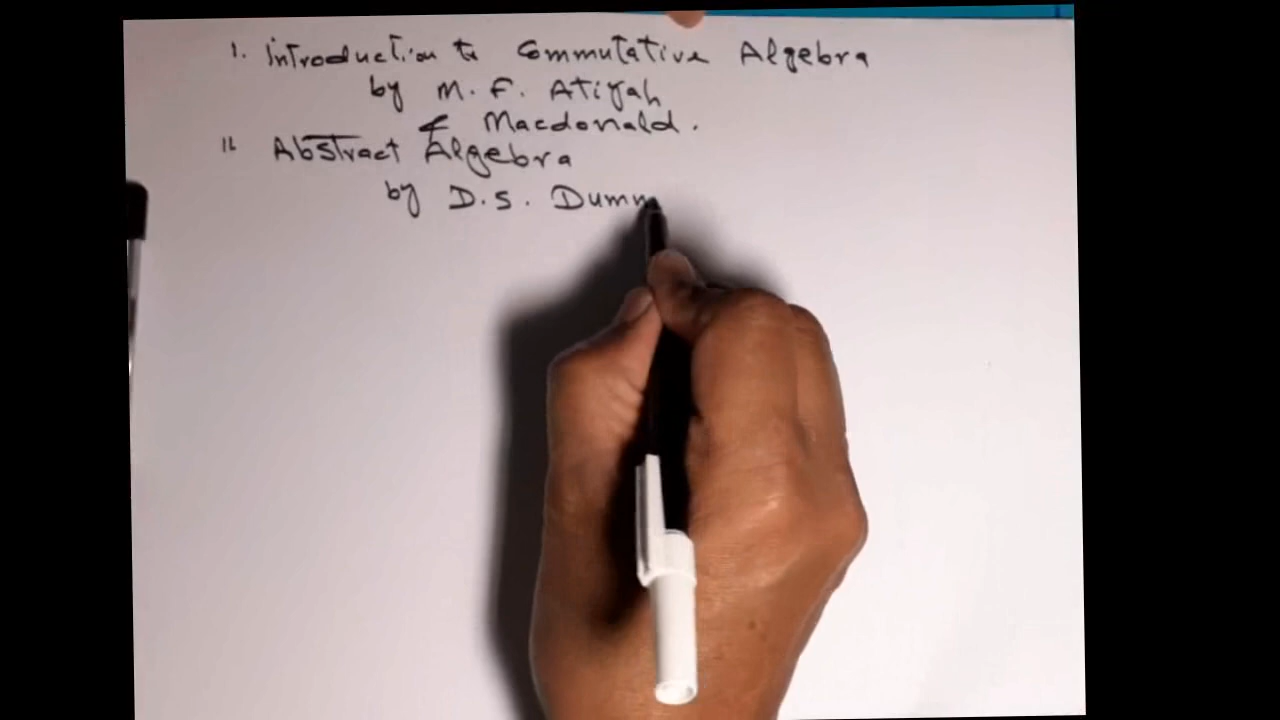 1. Introduction to Commutative Algebra
by M. F. Atiyah
& Macdonald.
11 Abstract Algebra
by D.S. Dumm